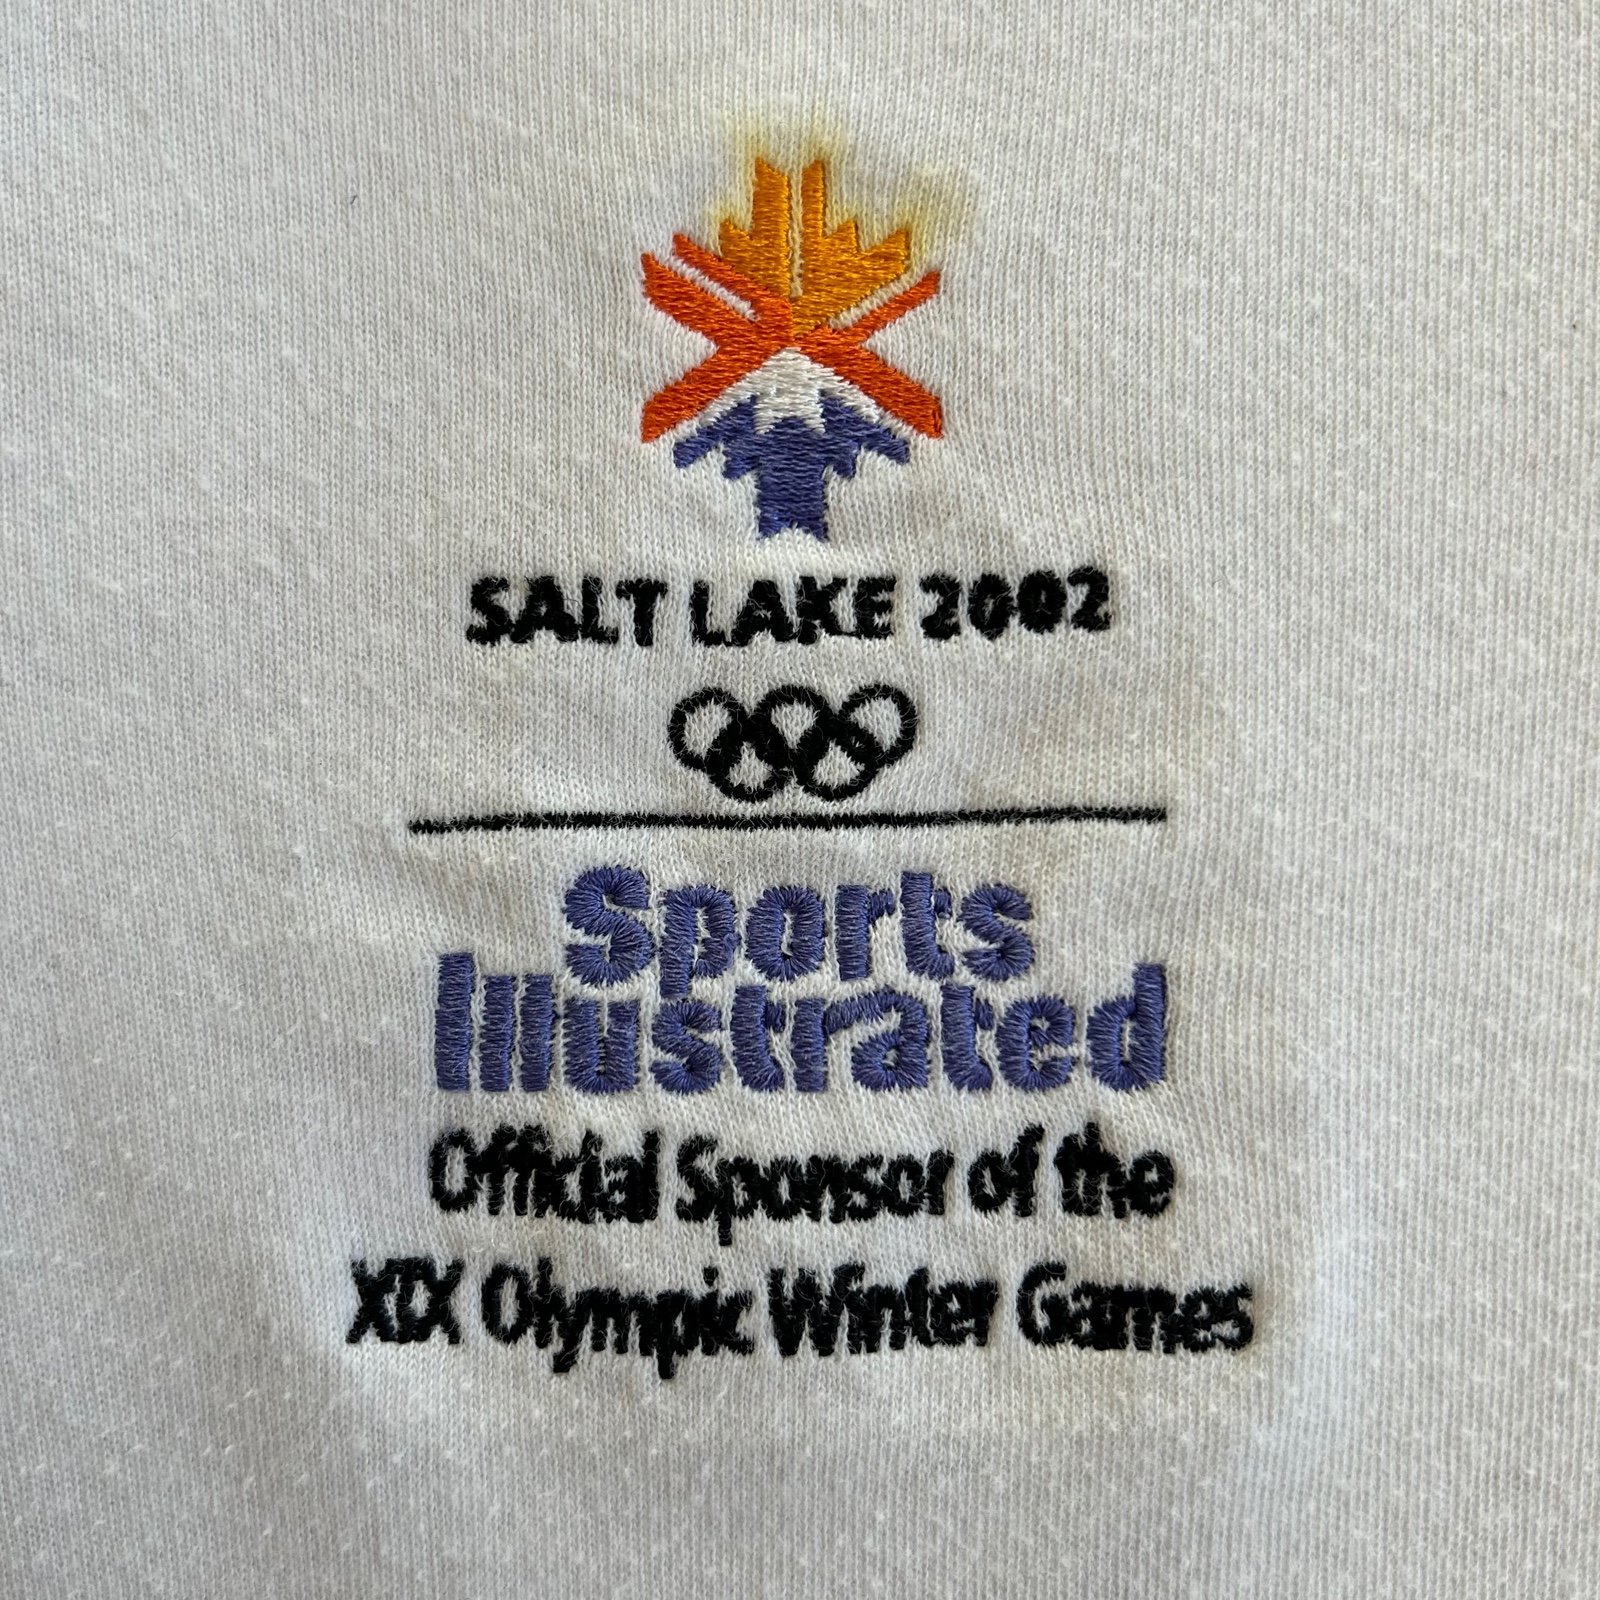 SALT LAKE 2002
Sports
Illustrated
Official Sponsor of the
XIX Olympic Winter Games